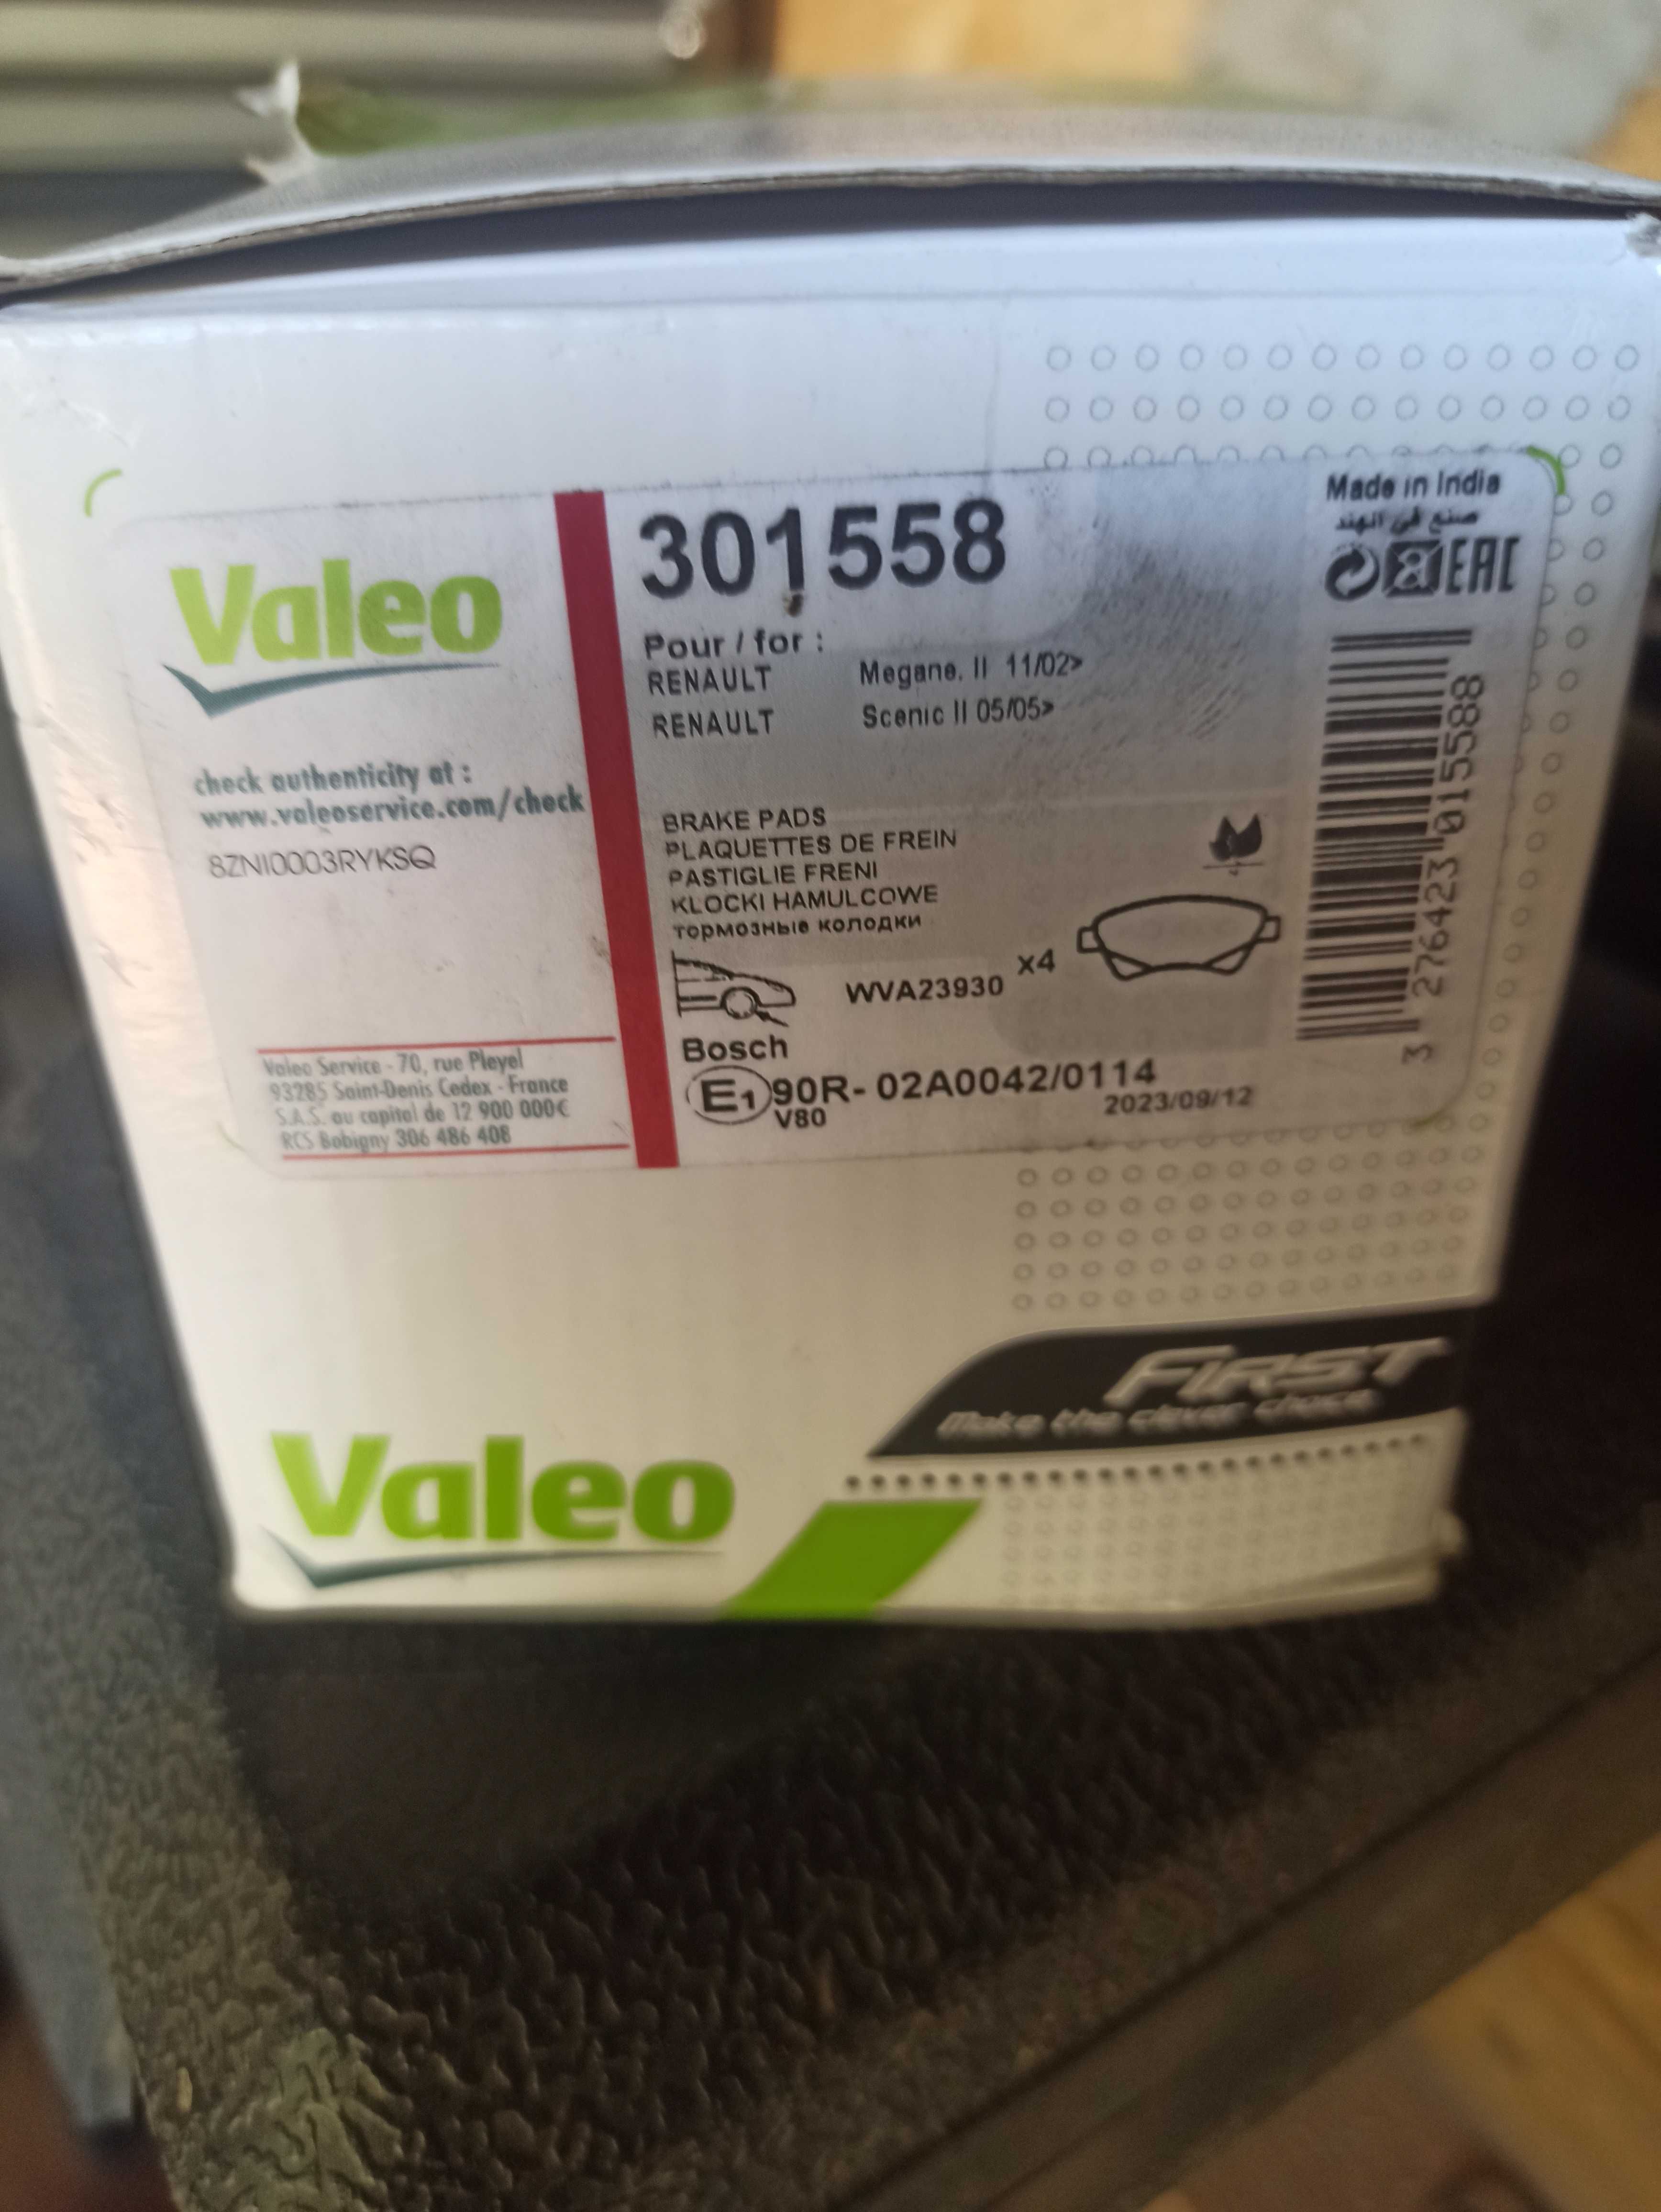 Valeo
check authenticity at :
www.valeoservice.com/check
8ZNI0003RYKSQ
Valeo Service - 70, rue Pleyel
93285 Saint-Denis Cedex - France
S.A.S. au capital de 12 900 000€
RCS Bobigny 306 486 408
301558
Pour / for :
RENAULT Megane. II 11/02>
RENAULT Scenic II 05/05>
BRAKE PADS
PLAQUETTES DE FREIN
PASTIGLIE FRENI
KLOCKI HAMULCOWE
тормозные колодки
WVA23930 x4
Bosch
E1 90R- 02A0042/0114
V80 2023/09/12
Made in India
صنع في الهند
EAC
3 276423 015588
FIRST
Make the clever choice
Valeo